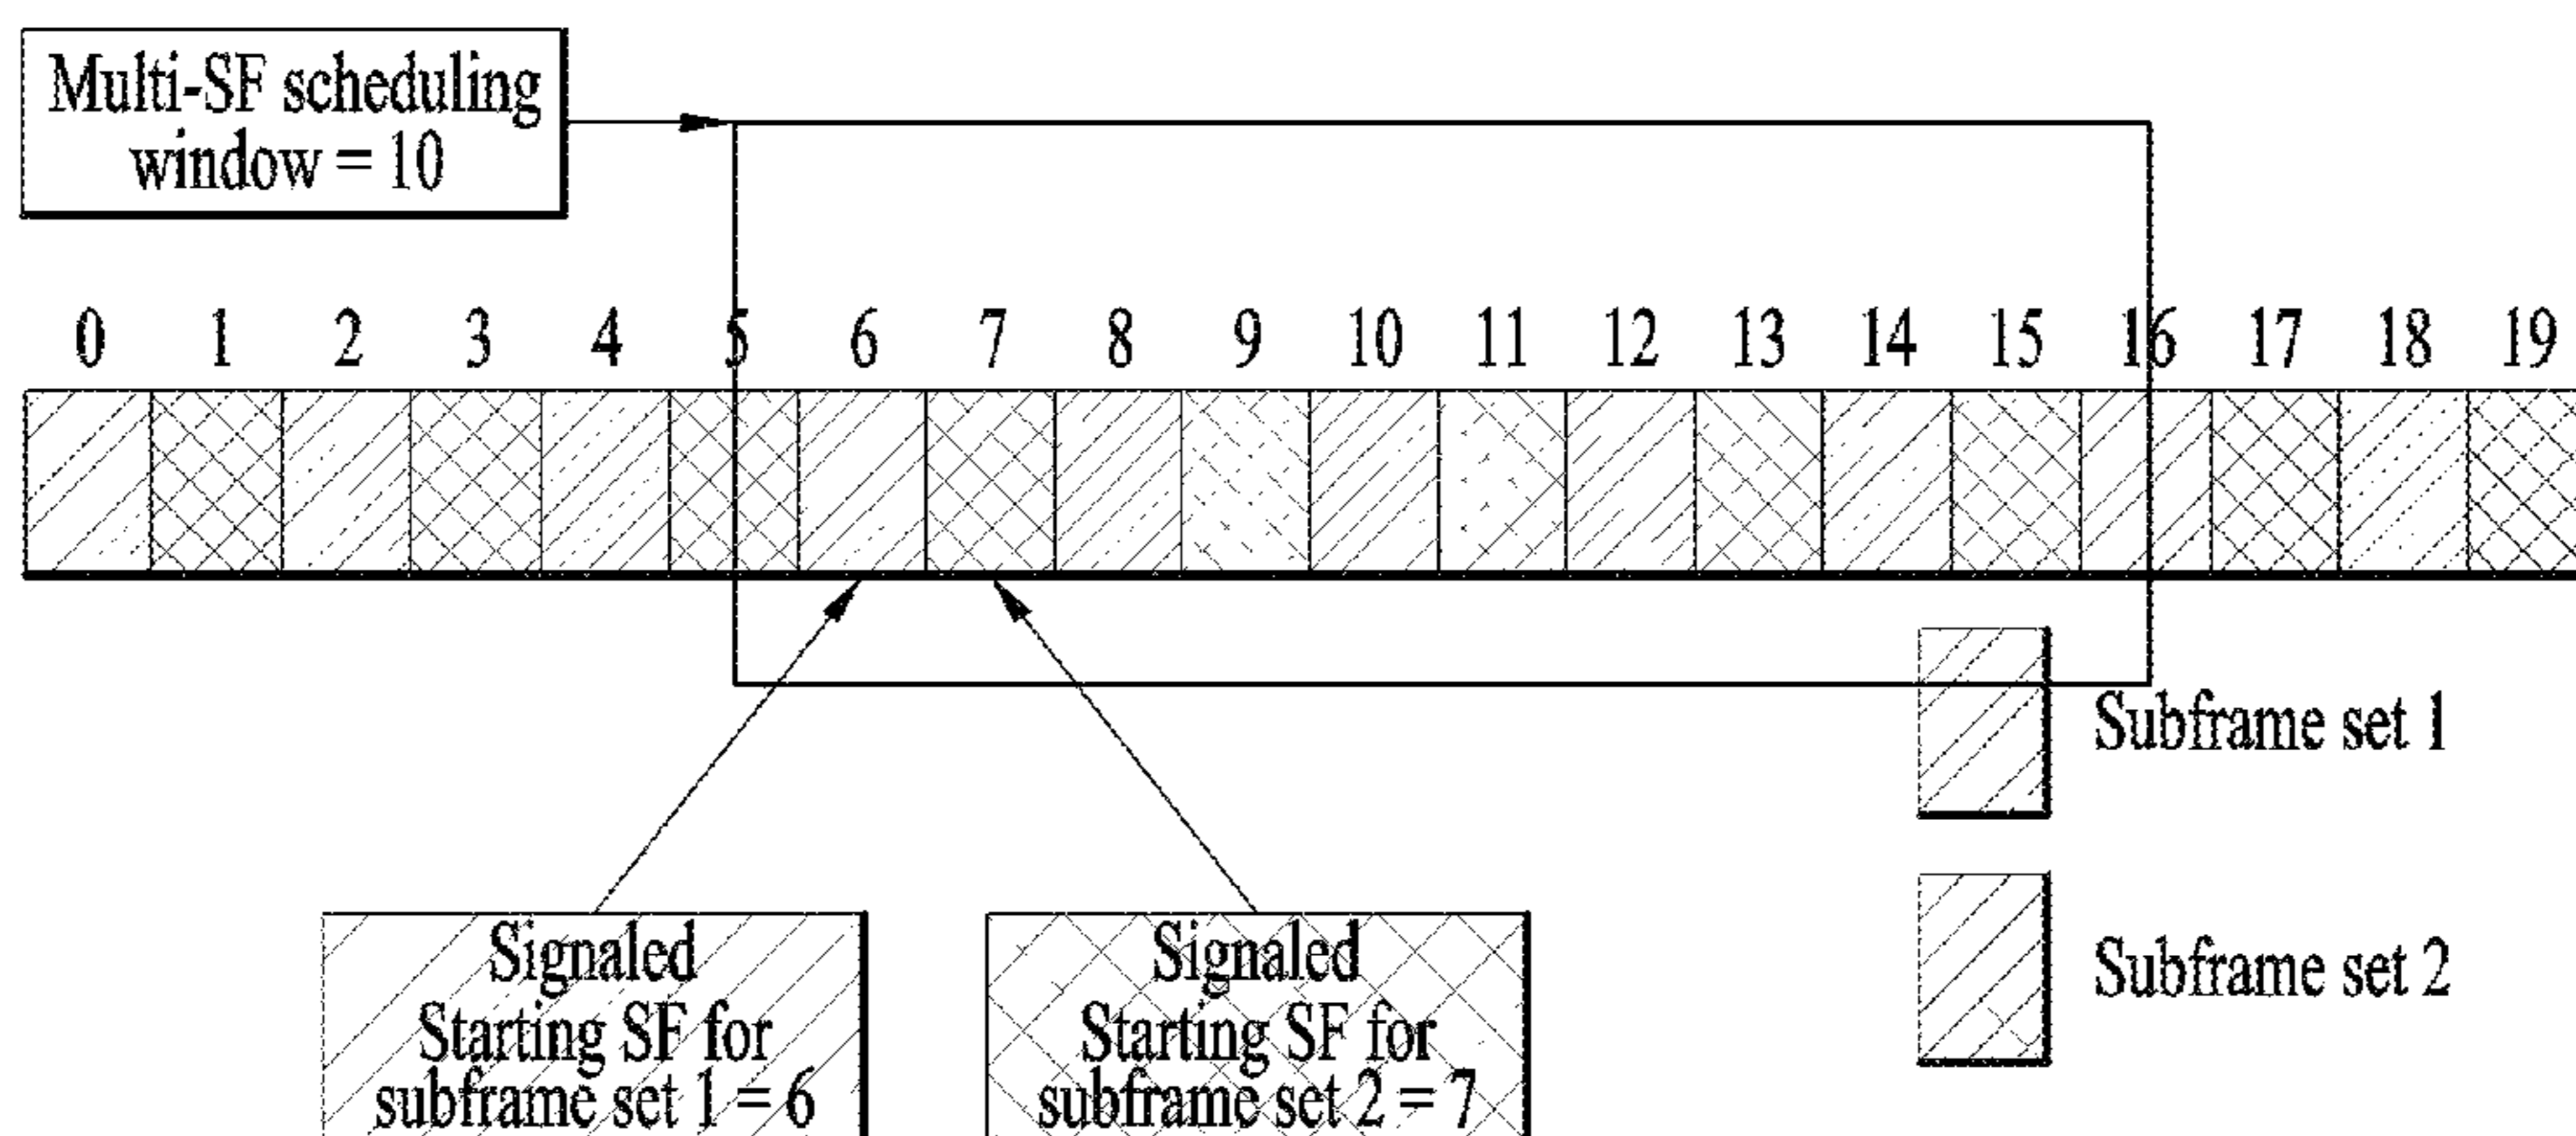 Multi-SF scheduling
window = 10
0 1 2 3 4 5 6 7 8 9 10 11 12 13 14 15 16 17 18 19
Subframe set 1
Subframe set 2
Signaled
Starting SF for
subframe set 1 = 6
Signaled
Starting SF for
subframe set 2 = 7